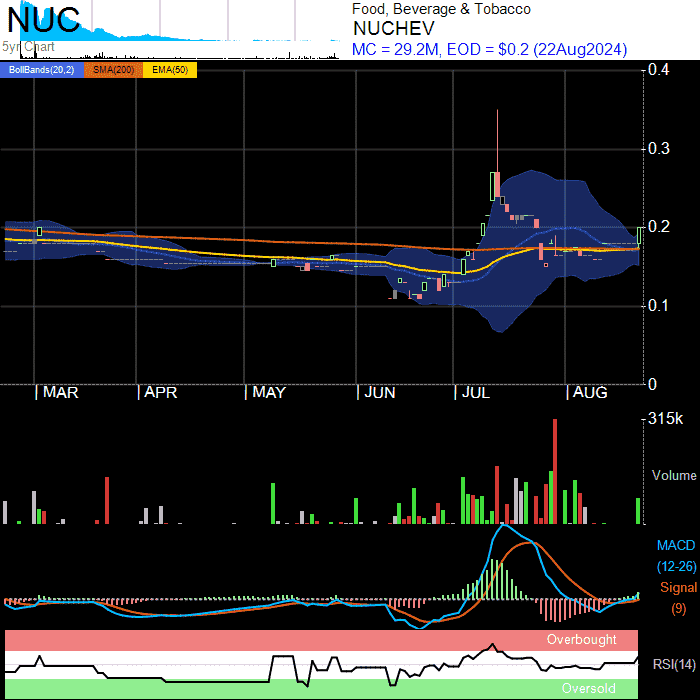 NUC
5yr Chart
Food, Beverage & Tobacco
NUCHEV
MC = 29.2M, EOD = $0.2 (22Aug2024)
BollBands(20,2) SMA(200) EMA(50)
0.4
0.3
0.2
0.1
0
| MAR | APR | MAY | JUN | JUL | AUG
315k
Volume
MACD
(12-26)
Signal
(9)
Overbought
RSI(14)
Oversold